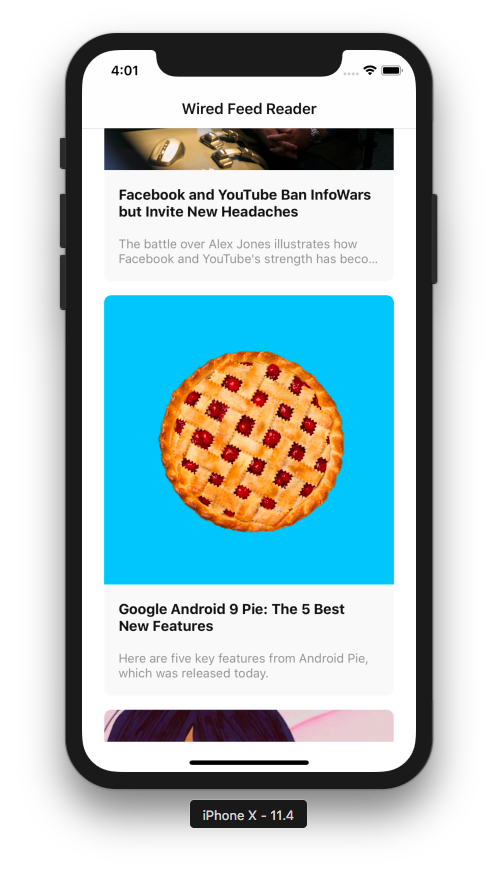 4:01
Wired Feed Reader
Facebook and YouTube Ban InfoWars
but Invite New Headaches
The battle over Alex Jones illustrates how
Facebook and YouTube's strength has beco...
Google Android 9 Pie: The 5 Best
New Features
Here are five key features from Android Pie,
which was released today.
iPhone X - 11.4